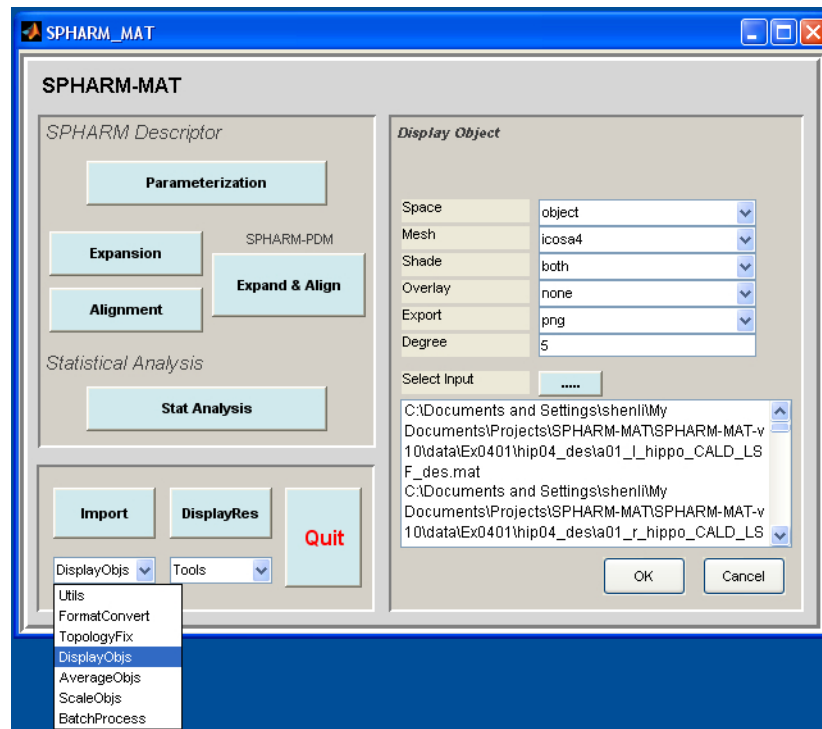 SPHARM_MAT
SPHARM-MAT
SPHARM Descriptor
Parameterization
SPHARM-PDM
Expansion
Expand & Align
Alignment
Statistical Analysis
Stat Analysis
Import
DisplayRes
Quit
DisplayObjs
Tools
Utils
FormatConvert
TopologyFix
DisplayObjs
AverageObjs
ScaleObjs
BatchProcess
Display Object
Space object
Mesh icosa4
Shade both
Overlay none
Export png
Degree 5
Select Input .....
C:\Documents and Settings\shenli\My
Documents\Projects\SPHARM-MAT\SPHARM-MAT-v
10\data\Ex0401\hip04_des\a01_l_hippo_CALD_LS
F_des.mat
C:\Documents and Settings\shenli\My
Documents\Projects\SPHARM-MAT\SPHARM-MAT-v
10\data\Ex0401\hip04_des\a01_r_hippo_CALD_LS
OK
Cancel